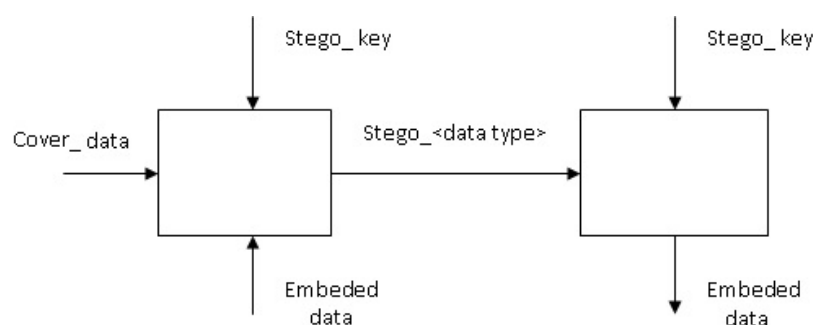 Stego_ key
Stego_ key
Cover_ data
Stego_<data type>
Embeded
data
Embeded
data